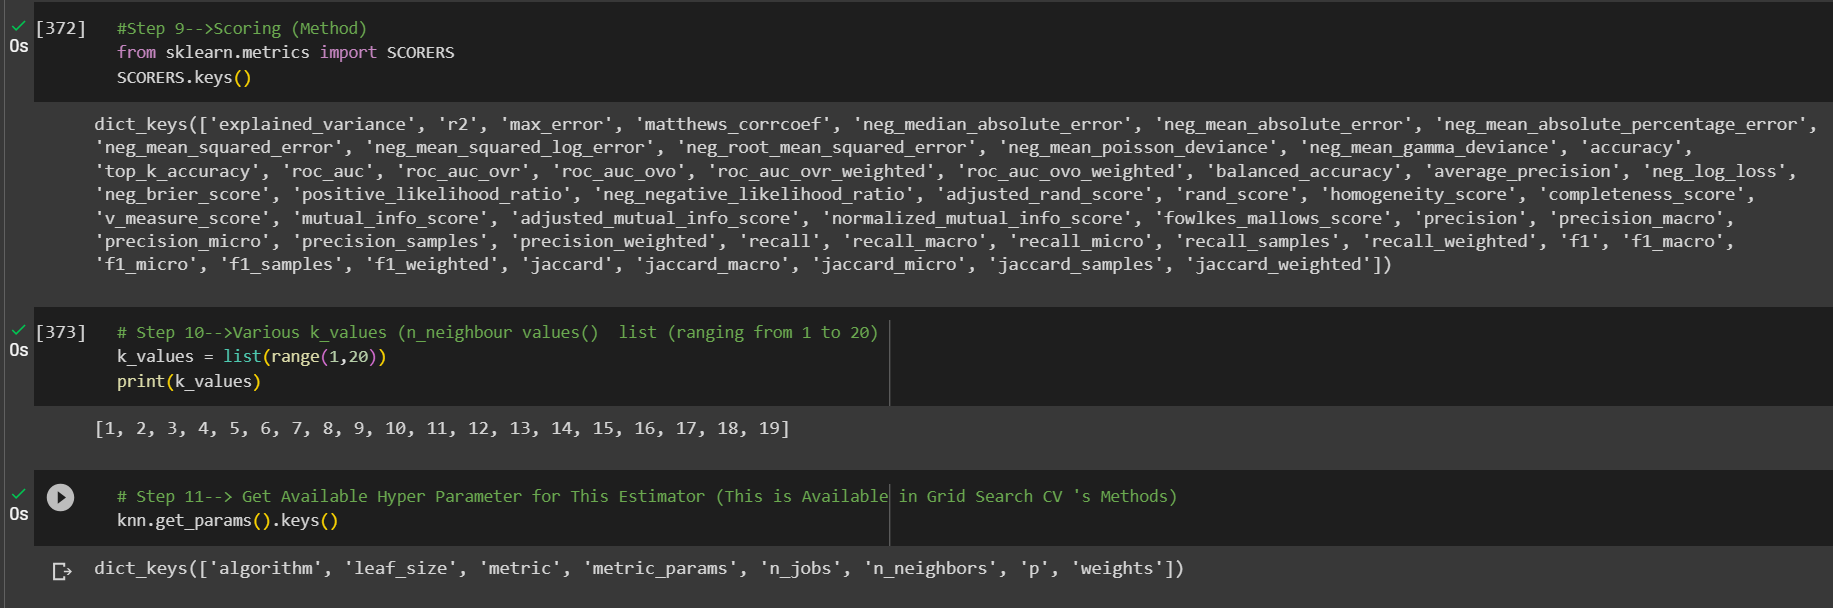 [372] #Step 9-->Scoring (Method)
0s from sklearn.metrics import SCORERS
SCORERS.keys()
dict_keys(['explained_variance', 'r2', 'max_error', 'matthews_corrcoef', 'neg_median_absolute_error', 'neg_mean_absolute_error', 'neg_mean_absolute_percentage_error',
'neg_mean_squared_error', 'neg_mean_squared_log_error', 'neg_root_mean_squared_error', 'neg_mean_poisson_deviance', 'neg_mean_gamma_deviance', 'accuracy',
'top_k_accuracy', 'roc_auc', 'roc_auc_ovr', 'roc_auc_ovo', 'roc_auc_ovr_weighted', 'roc_auc_ovo_weighted', 'balanced_accuracy', 'average_precision', 'neg_log_loss',
'neg_brier_score', 'positive_likelihood_ratio', 'neg_negative_likelihood_ratio', 'adjusted_rand_score', 'rand_score', 'homogeneity_score', 'completeness_score',
'v_measure_score', 'mutual_info_score', 'adjusted_mutual_info_score', 'normalized_mutual_info_score', 'fowlkes_mallows_score', 'precision', 'precision_macro',
'precision_micro', 'precision_samples', 'precision_weighted', 'recall', 'recall_macro', 'recall_micro', 'recall_samples', 'recall_weighted', 'f1', 'f1_macro',
'f1_micro', 'f1_samples', 'f1_weighted', 'jaccard', 'jaccard_macro', 'jaccard_micro', 'jaccard_samples', 'jaccard_weighted'])
[373] # Step 10-->Various k_values (n_neighbour values()  list (ranging from 1 to 20)
0s k_values = list(range(1,20))
print(k_values)
[1, 2, 3, 4, 5, 6, 7, 8, 9, 10, 11, 12, 13, 14, 15, 16, 17, 18, 19]
# Step 11--> Get Available Hyper Parameter for This Estimator (This is Available in Grid Search CV 's Methods)
0s knn.get_params().keys()
dict_keys(['algorithm', 'leaf_size', 'metric', 'metric_params', 'n_jobs', 'n_neighbors', 'p', 'weights'])